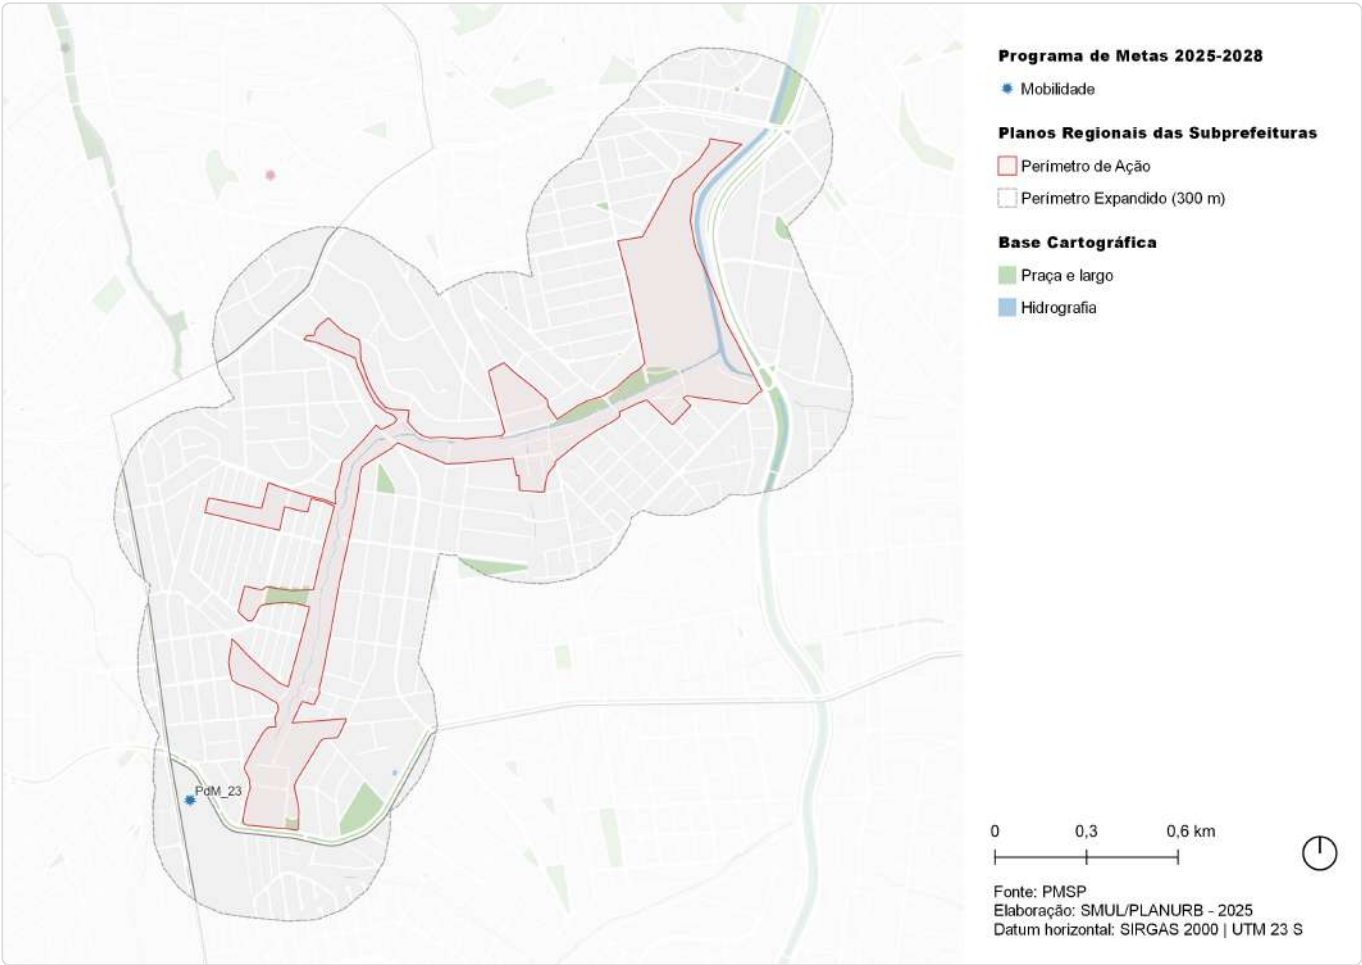 Programa de Metas 2025-2028
Mobilidade
Planos Regionais das Subprefeituras
Perímetro de Ação
Perímetro Expandido (300 m)
Base Cartográfica
Praça e largo
Hidrografia
PdM_23
0 0,3 0,6 km
Fonte: PMSP
Elaboração: SMUL/PLANURB - 2025
Datum horizontal: SIRGAS 2000 | UTM 23 S